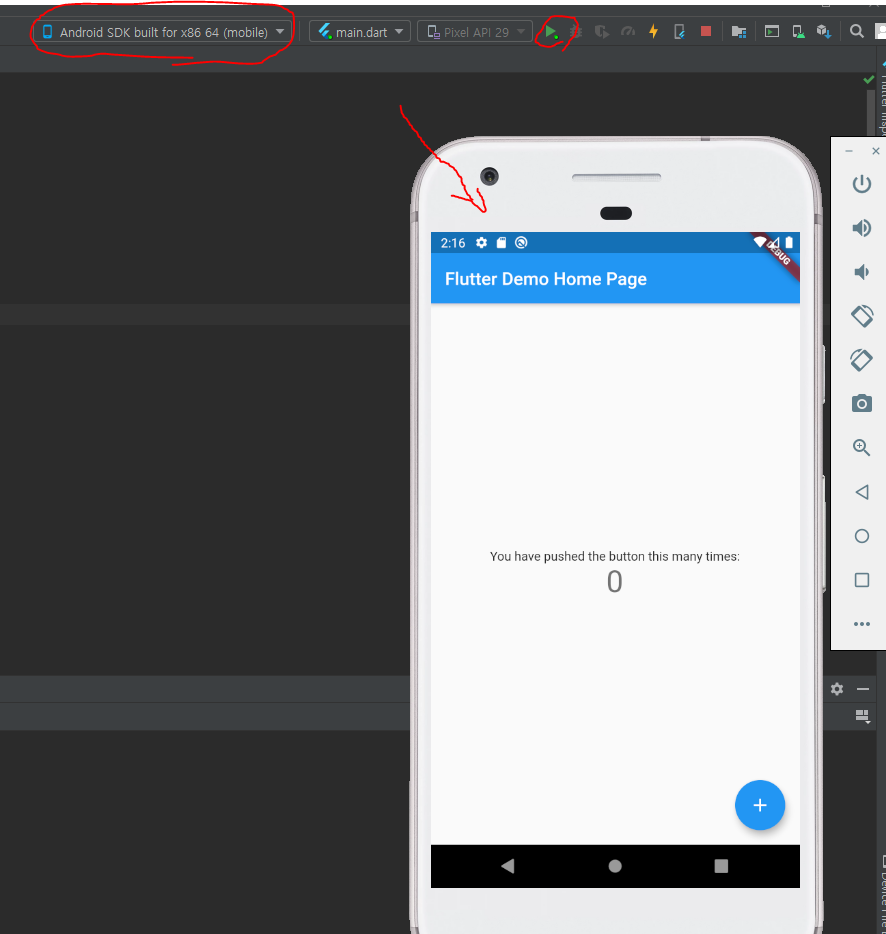 Android SDK built for x86 64 (mobile)
main.dart
Pixel API 29
2:16
DEBUG
Flutter Demo Home Page
You have pushed the button this many times:
0